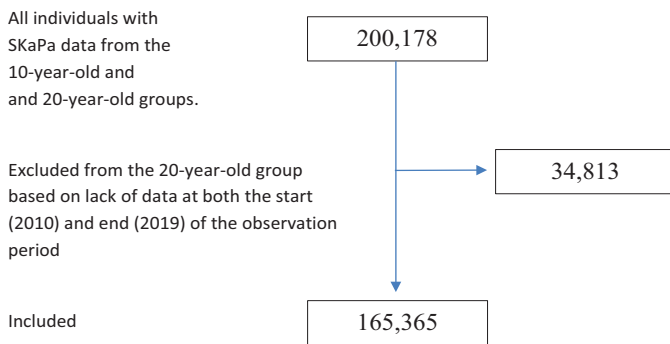 All individuals with
SKaPa data from the
10-year-old and
and 20-year-old groups.
200,178
Excluded from the 20-year-old group
based on lack of data at both the start
(2010) and end (2019) of the observation
period
34,813
Included
165,365